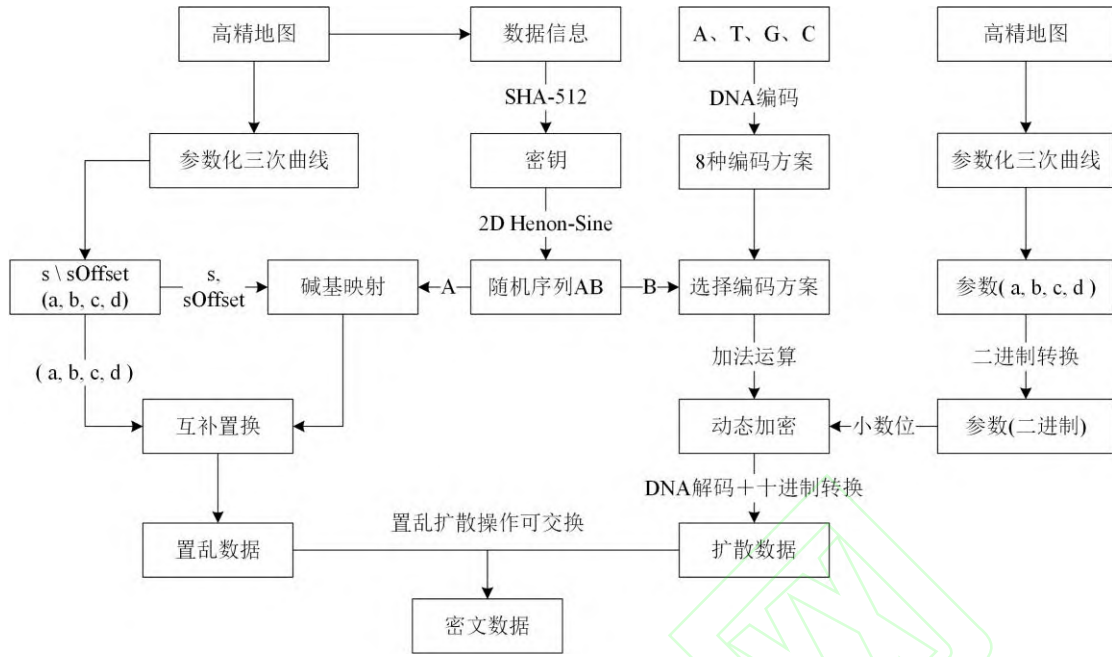 高精地图
数据信息
A、T、G、C
高精地图
SHA-512
DNA编码
参数化三次曲线
密钥
8种编码方案
参数化三次曲线
2D Henon-Sine
s \ sOffset
(a, b, c, d)
s,
sOffset
碱基映射
A
随机序列AB
B
选择编码方案
参数( a, b, c, d )
( a, b, c, d )
加法运算
二进制转换
互补置换
动态加密
小数位
参数(二进制)
DNA解码＋十进制转换
置乱数据
置乱扩散操作可交换
扩散数据
密文数据